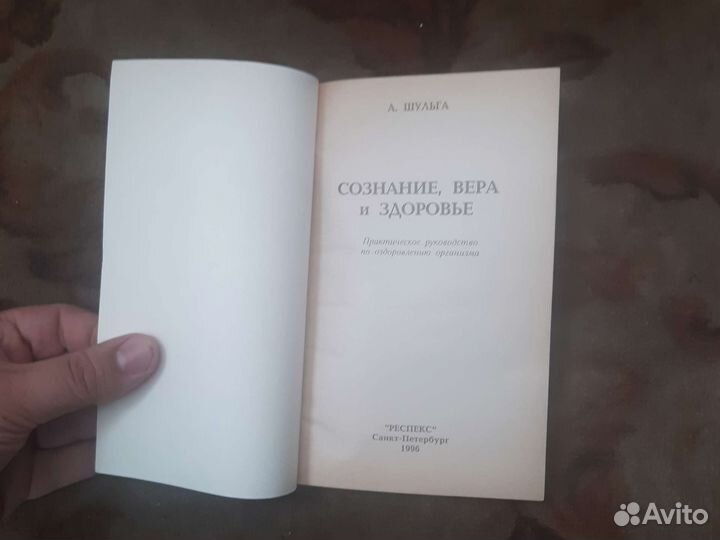 А. ШУЛЬГА
СОЗНАНИЕ, ВЕРА
и ЗДОРОВЬЕ
Практическое руководство
по оздоровлению организма
"РЕСПЕКС"
Санкт-Петербург
1996
Avito